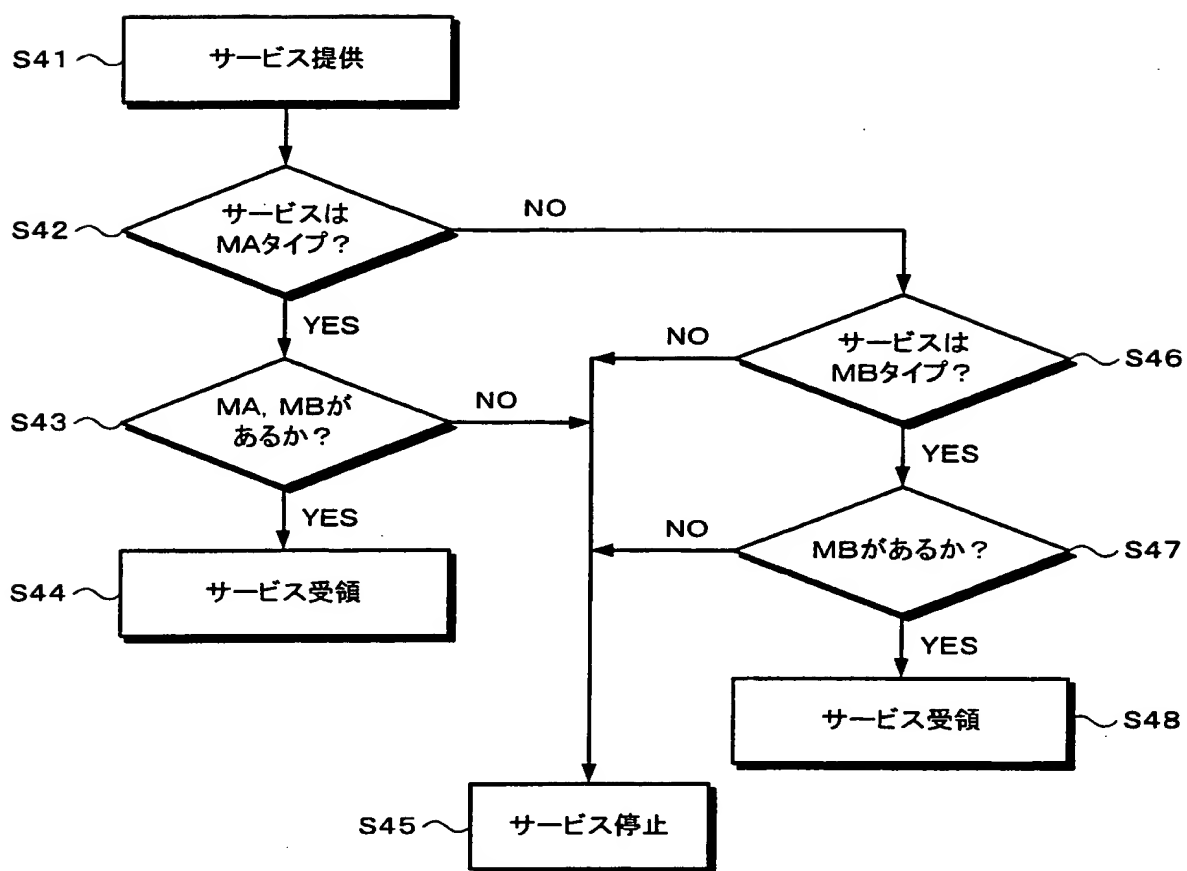 S41
サービス提供
S42
サービスは
MAタイプ?
NO
YES
サービスは
MBタイプ?
S46
NO
YES
S43
MA, MBが
あるか?
NO
YES
MBがあるか?
S47
NO
YES
S44
サービス受領
サービス受領
S48
S45
サービス停止